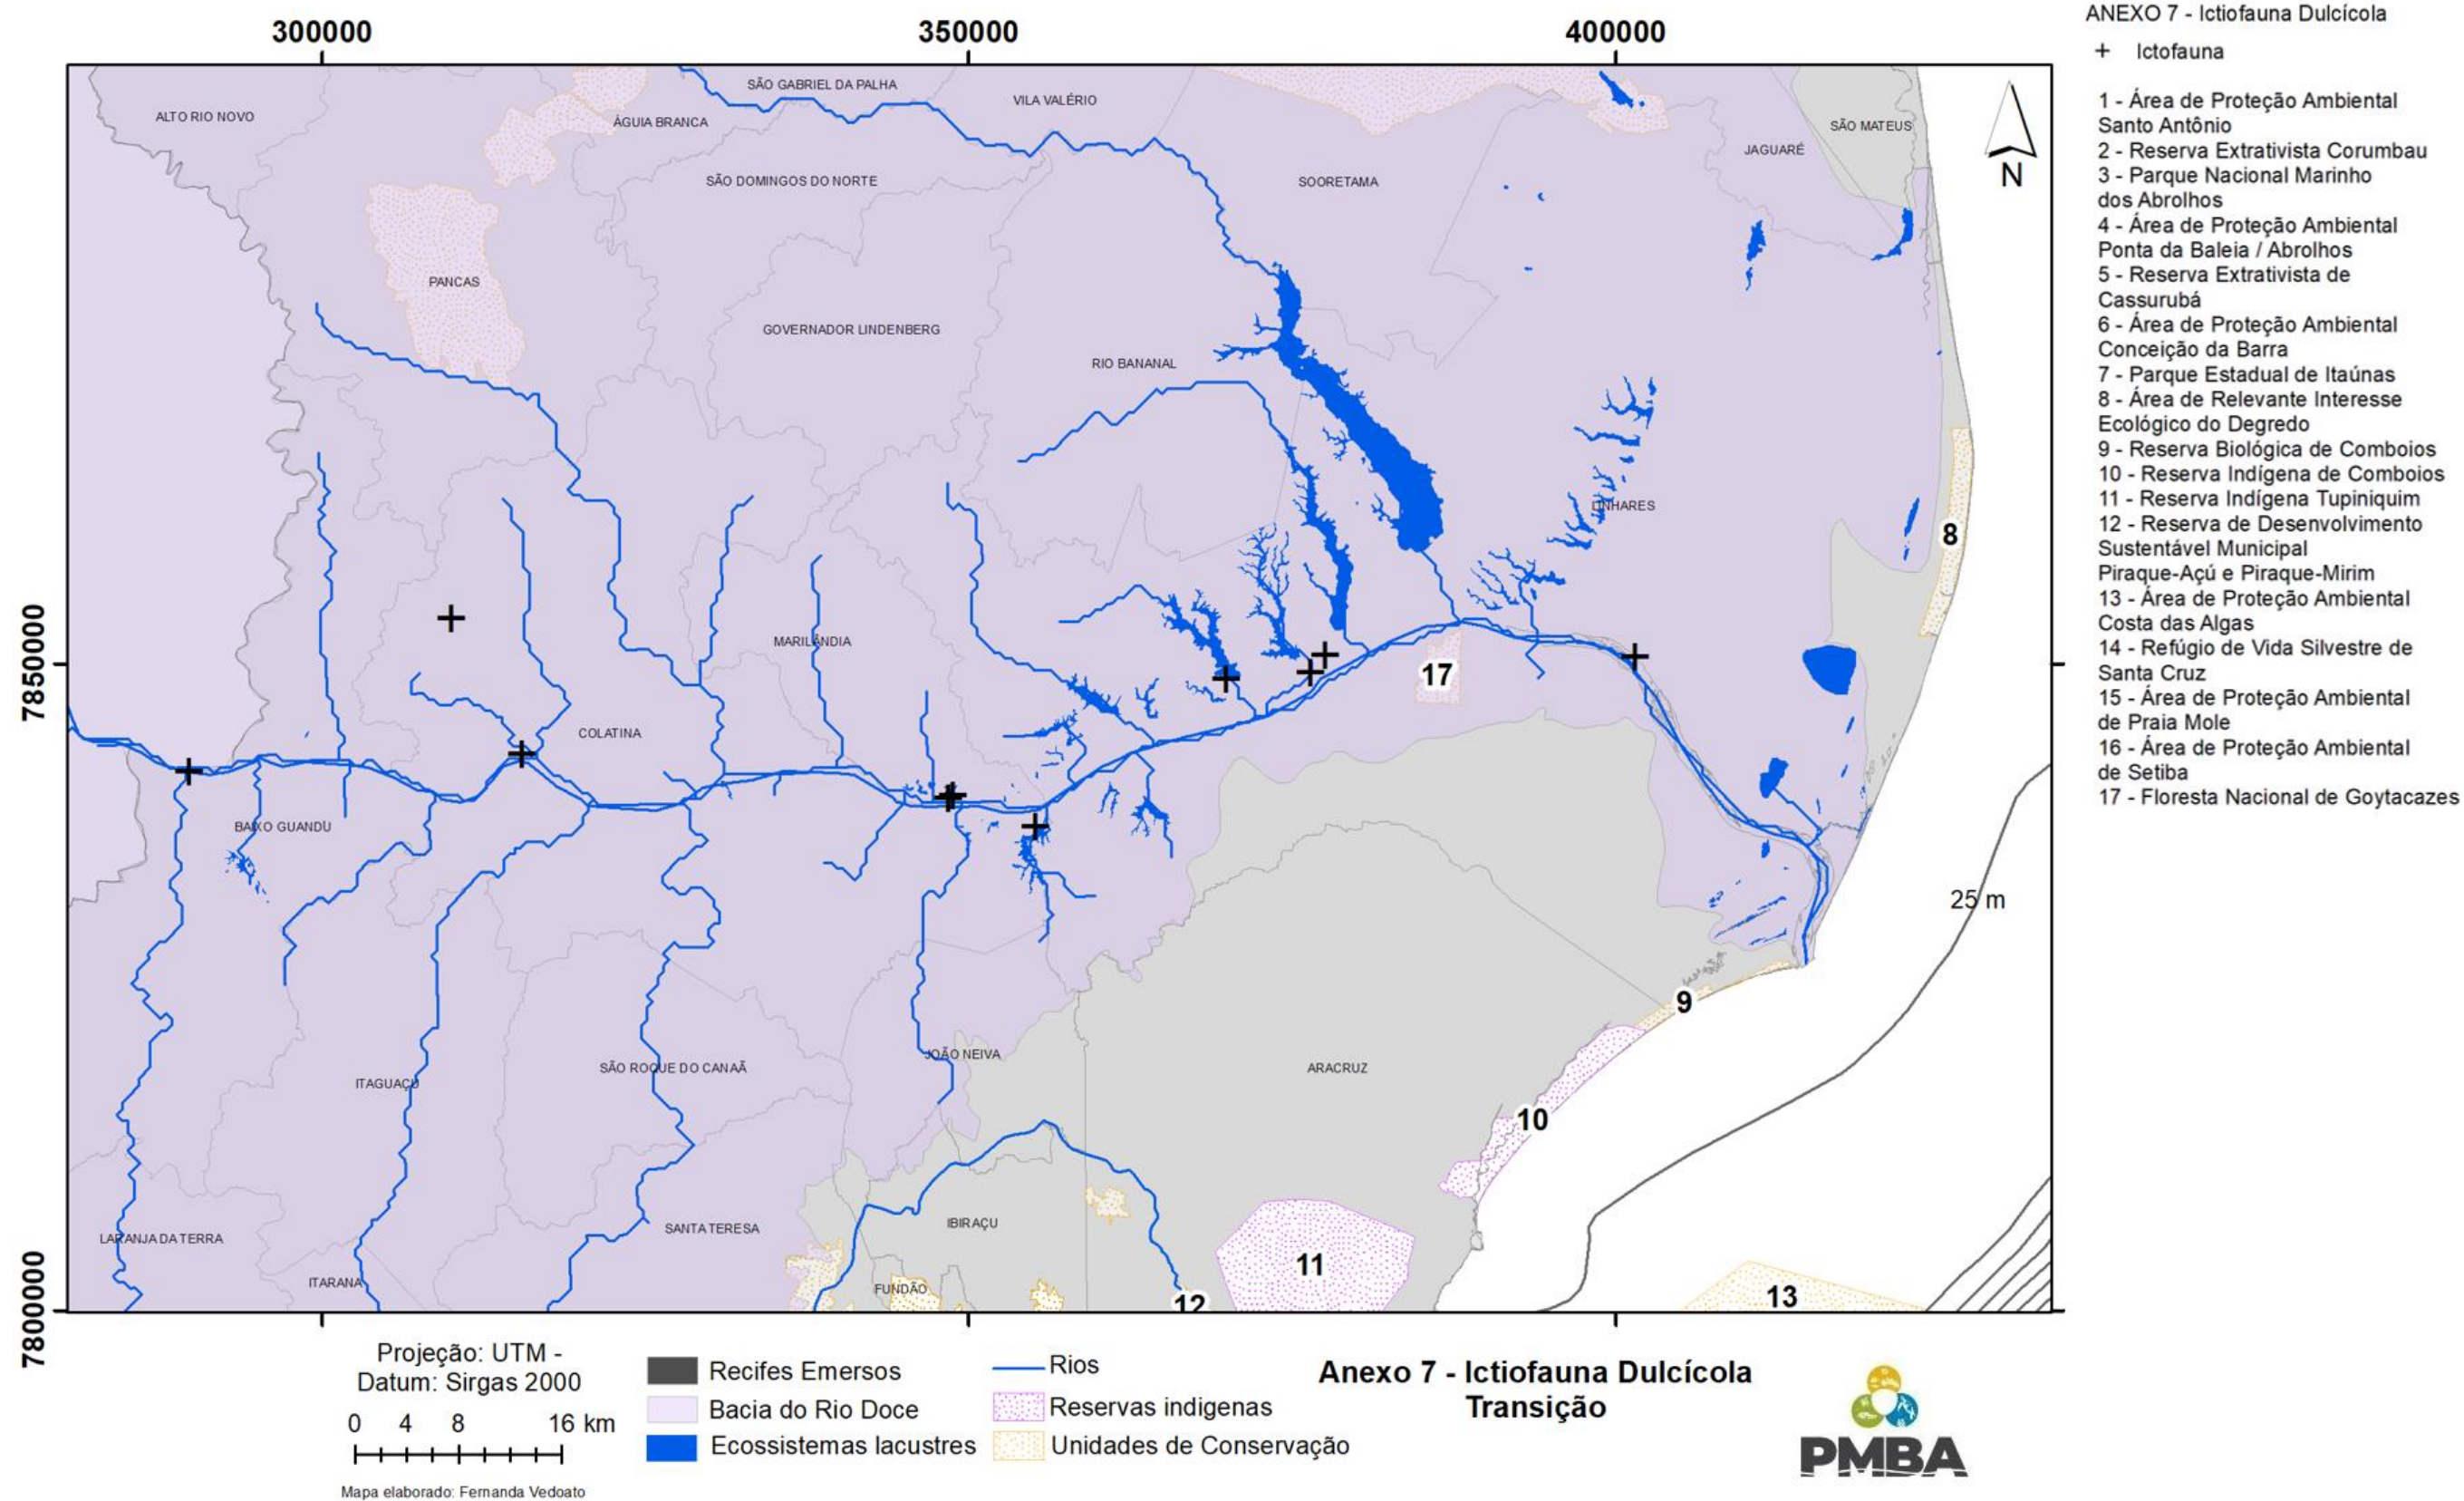 300000
350000
400000
ANEXO 7 - Ictiofauna Dulcícola
Ictofauna
1 - Área de Proteção Ambiental
Santo Antônio
2 - Reserva Extrativista Corumbau
3 - Parque Nacional Marinho
dos Abrolhos
4 - Área de Proteção Ambiental
Ponta da Baleia / Abrolhos
5 - Reserva Extrativista de
Cassurubá
6 - Área de Proteção Ambiental
Conceição da Barra
7 - Parque Estadual de Itaúnas
8 - Área de Relevante Interesse
Ecológico do Degredo
9 - Reserva Biológica de Comboios
10 - Reserva Indígena de Comboios
11 - Reserva Indígena Tupiniquim
12 - Reserva de Desenvolvimento
Sustentável Municipal
Piraque-Açú e Piraque-Mirim
13 - Área de Proteção Ambiental
Costa das Algas
14 - Refúgio de Vida Silvestre de
Santa Cruz
15 - Área de Proteção Ambiental
de Praia Mole
16 - Área de Proteção Ambiental
de Setiba
17 - Floresta Nacional de Goytacazes
SÃO GABRIEL DA PALHA
VILA VALÉRIO
ALTO RIO NOVO
ÁGUIA BRANCA
SÃO MATEUS
JAGUARÉ
N
SÃO DOMINGOS DO NORTE
SOORETAMA
PANCAS
GOVERNADOR LINDENBERG
RIO BANANAL
LINHARES
8
7850000
MARILÂNDIA
17
COLATINA
BAIXO GUANDU
25 m
9
JOÃO NEIVA
SÃO ROQUE DO CANAÃ
ARACRUZ
ITAGUAÇU
10
IBIRAÇU
SANTA TERESA
LARANJA DA TERRA
11
ITARANA
FUNDÃO
12
13
7800000
Projeção: UTM -
Datum: Sirgas 2000
0 4 8 16 km
Mapa elaborado: Fernanda Vedoato
Recifes Emersos
Bacia do Rio Doce
Ecossistemas lacustres
Rios
Reservas indigenas
Unidades de Conservação
Anexo 7 - Ictiofauna Dulcícola
Transição
PMBA